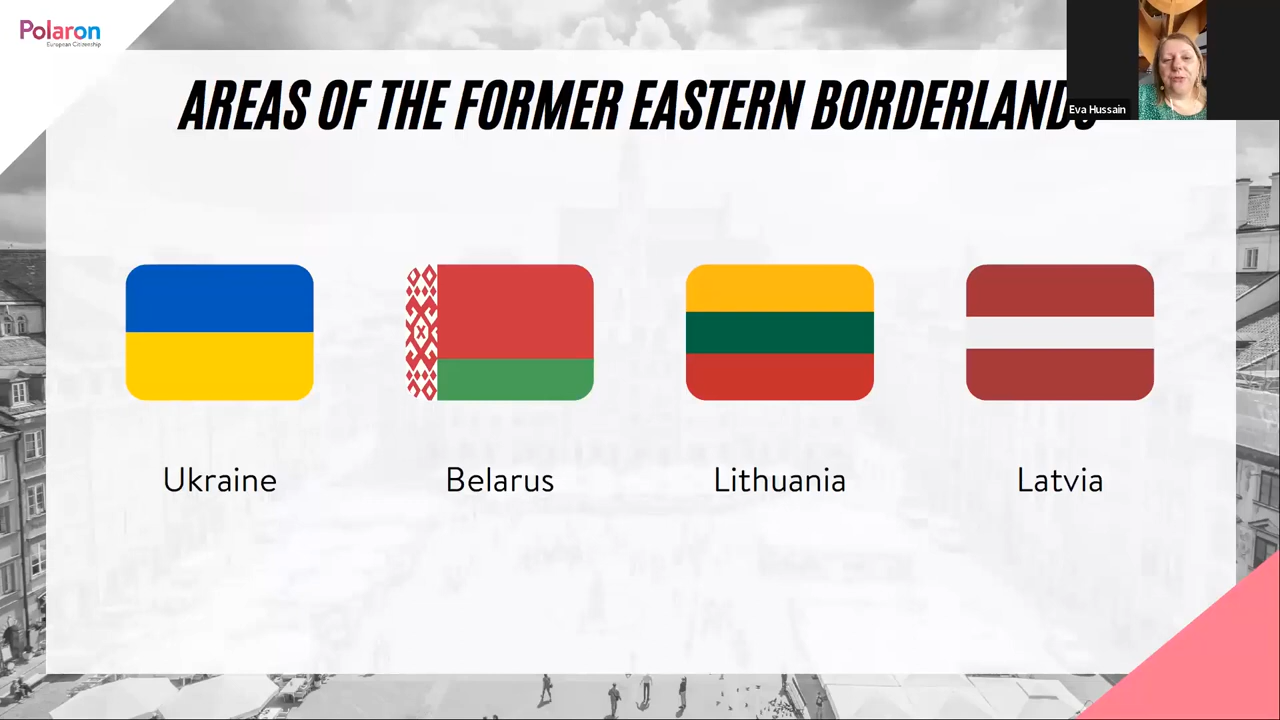 Polaron
European Citizenship
AREAS OF THE FORMER EASTERN BORDERLANDS
Eva Hussain
Ukraine
Belarus
Lithuania
Latvia